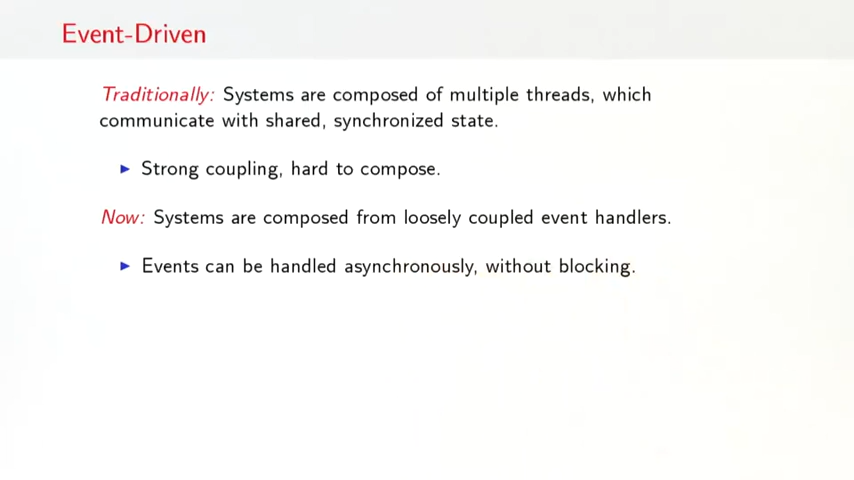 Event-Driven
Traditionally: Systems are composed of multiple threads, which
communicate with shared, synchronized state.
▶ Strong coupling, hard to compose.
Now: Systems are composed from loosely coupled event handlers.
▶ Events can be handled asynchronously, without blocking.